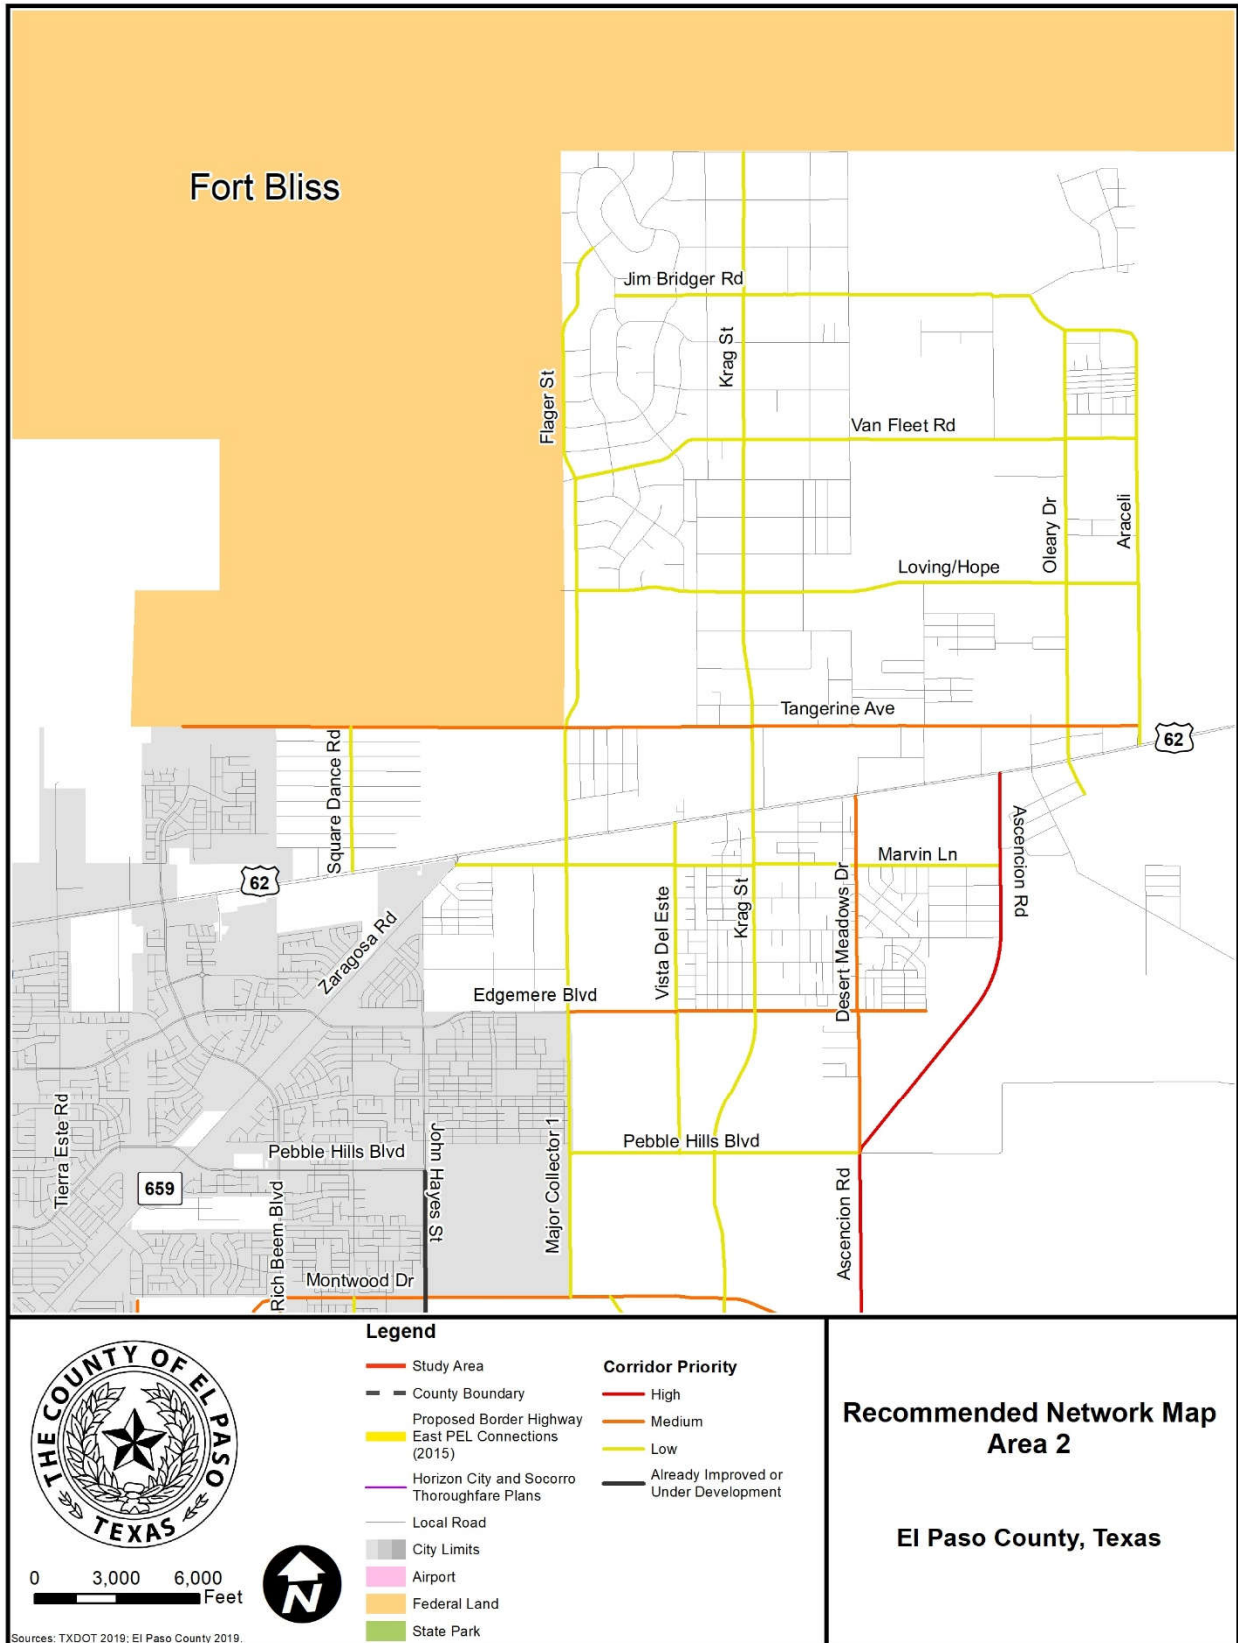 Fort Bliss
Jim Bridger Rd
Krag St
Flager St
Van Fleet Rd
Oleary Dr
Araceli
Loving/Hope
Tangerine Ave
62
Square Dance Rd
Ascencion Rd
Marvin Ln
62
Desert Meadows Dr
Krag St
Vista Del Este
Zaragosa Rd
Edgemere Blvd
Tierra Este Rd
Pebble Hills Blvd
John Hayes St
Major Collector 1
Pebble Hills Blvd
659
Rich Beem Blvd
Ascencion Rd
Montwood Dr
THE COUNTY OF EL PASO
TEXAS
0 3,000 6,000
Feet
N
Sources: TXDOT 2019; El Paso County 2019.
Legend
Study Area
County Boundary
Proposed Border Highway
East PEL Connections
(2015)
Horizon City and Socorro
Thoroughfare Plans
Local Road
City Limits
Airport
Federal Land
State Park
Corridor Priority
High
Medium
Low
Already Improved or
Under Development
Recommended Network Map
Area 2
El Paso County, Texas